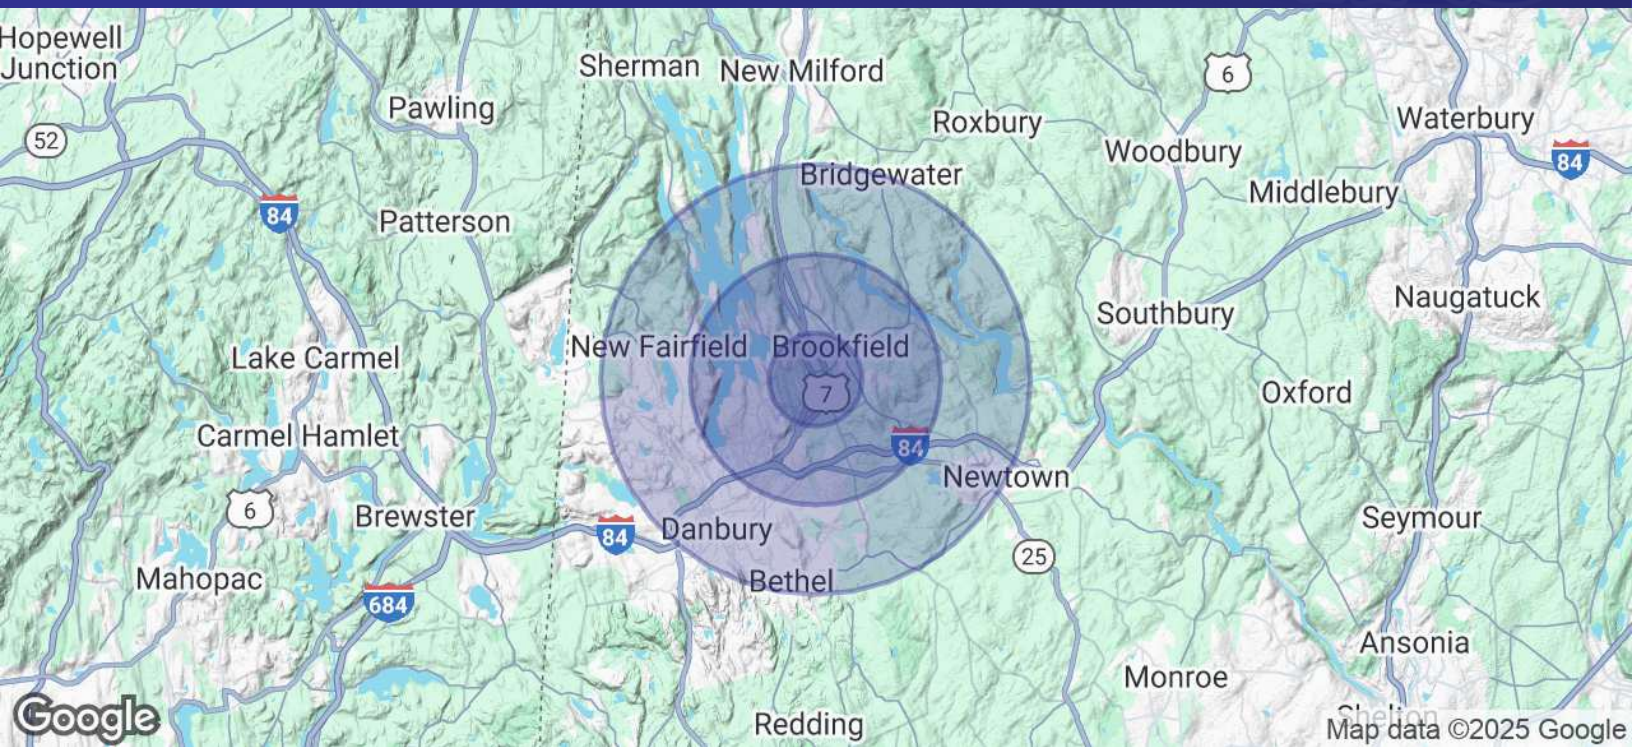 Hopewell
Junction
Sherman
New Milford
6
Pawling
Roxbury
Waterbury
52
Woodbury
84
Bridgewater
Middlebury
84
Patterson
Naugatuck
Southbury
New Fairfield
Brookfield
Lake Carmel
7
Oxford
Carmel Hamlet
84
Newtown
6
Brewster
84
Danbury
Seymour
25
Mahopac
Bethel
684
Ansonia
Monroe
Google
Redding
Shelton
Map data ©2025 Google